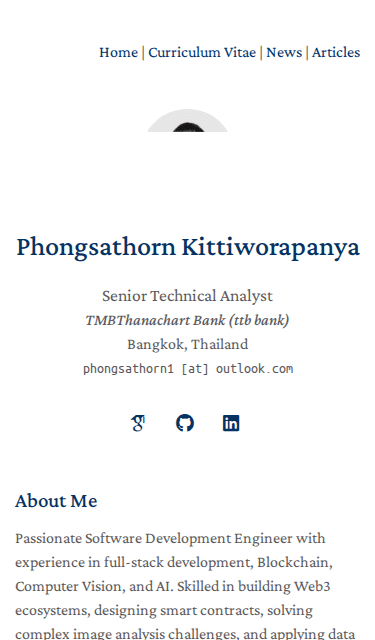 Home | Curriculum Vitae | News | Articles
Phongsathorn Kittiworapanya
Senior Technical Analyst
TMBThanachart Bank (ttb bank)
Bangkok, Thailand
phongsathorn1 [at] outlook.com
About Me
Passionate Software Development Engineer with
experience in full-stack development, Blockchain,
Computer Vision, and AI. Skilled in building Web3
ecosystems, designing smart contracts, solving
complex image analysis challenges, and applying data